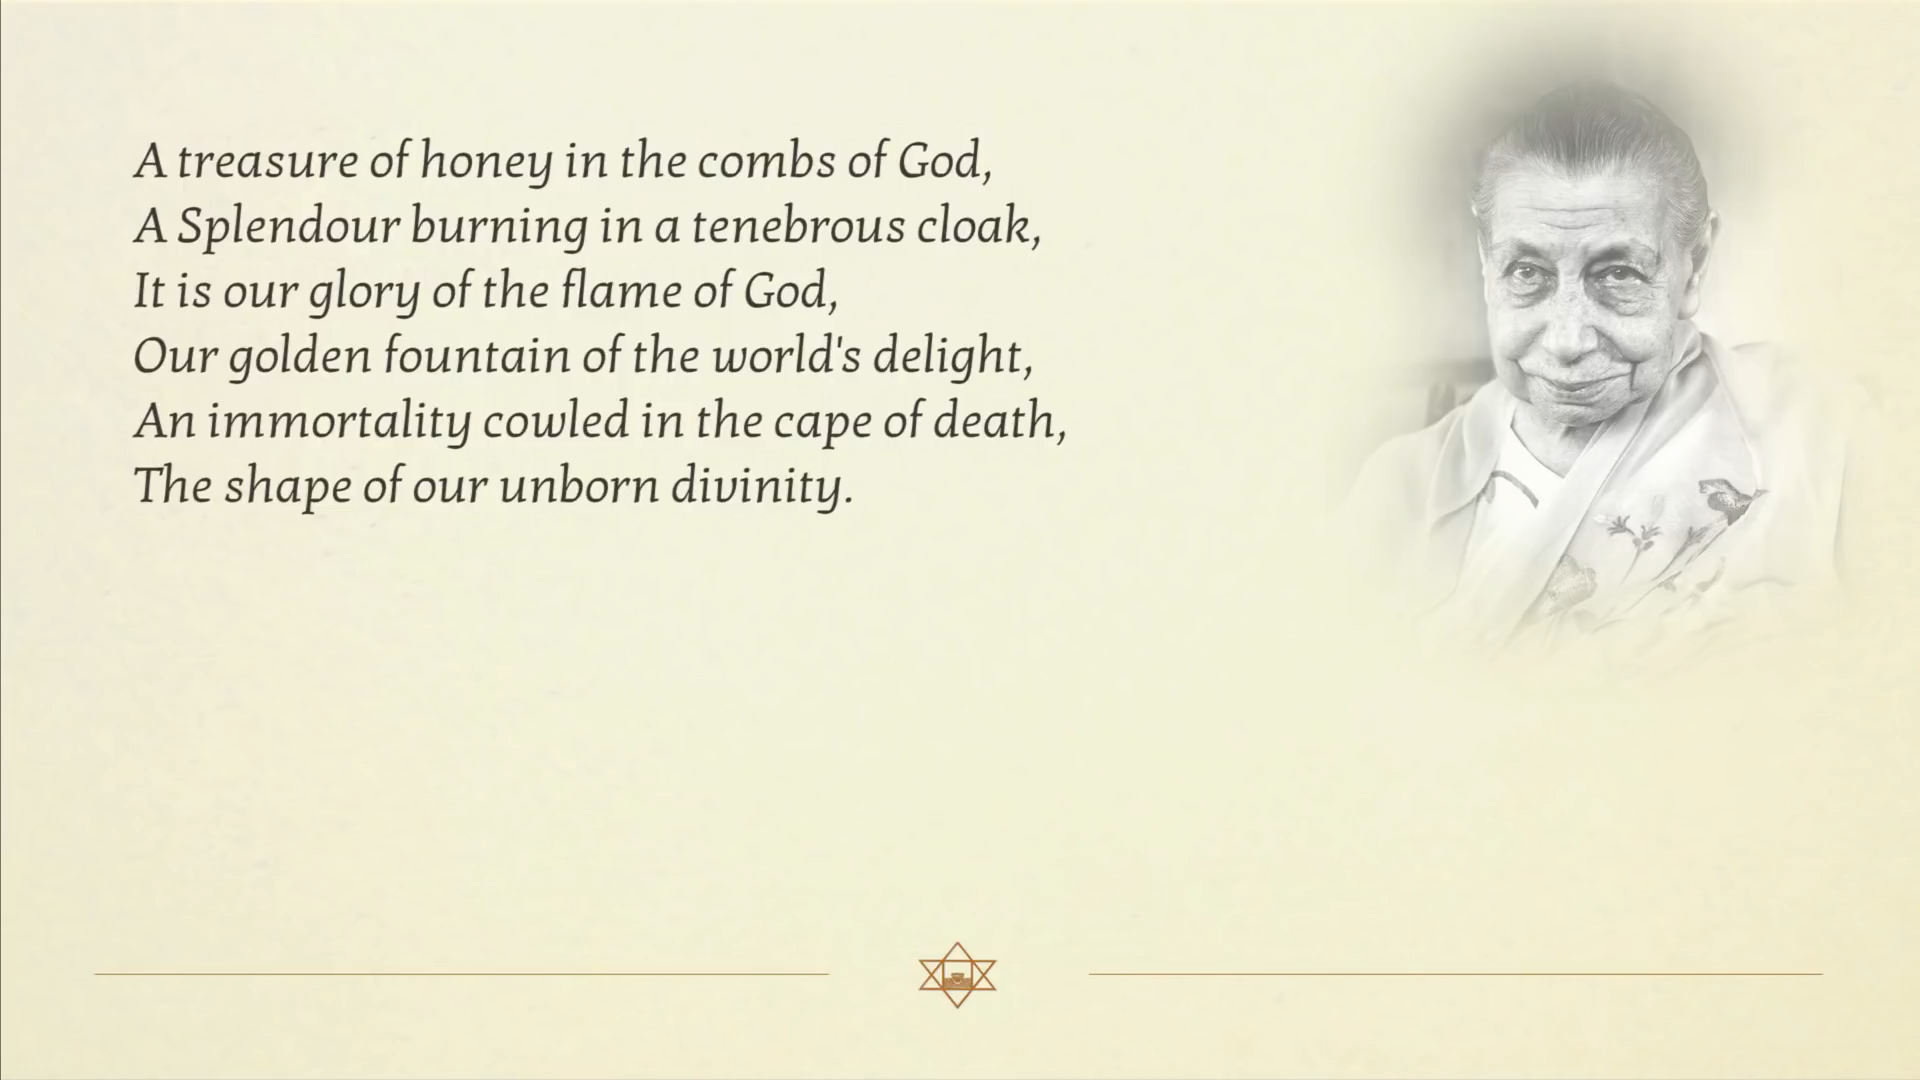 A treasure of honey in the combs of God,
A Splendour burning in a tenebrous cloak,
It is our glory of the flame of God,
Our golden fountain of the world's delight,
An immortality cowled in the cape of death,
The shape of our unborn divinity.